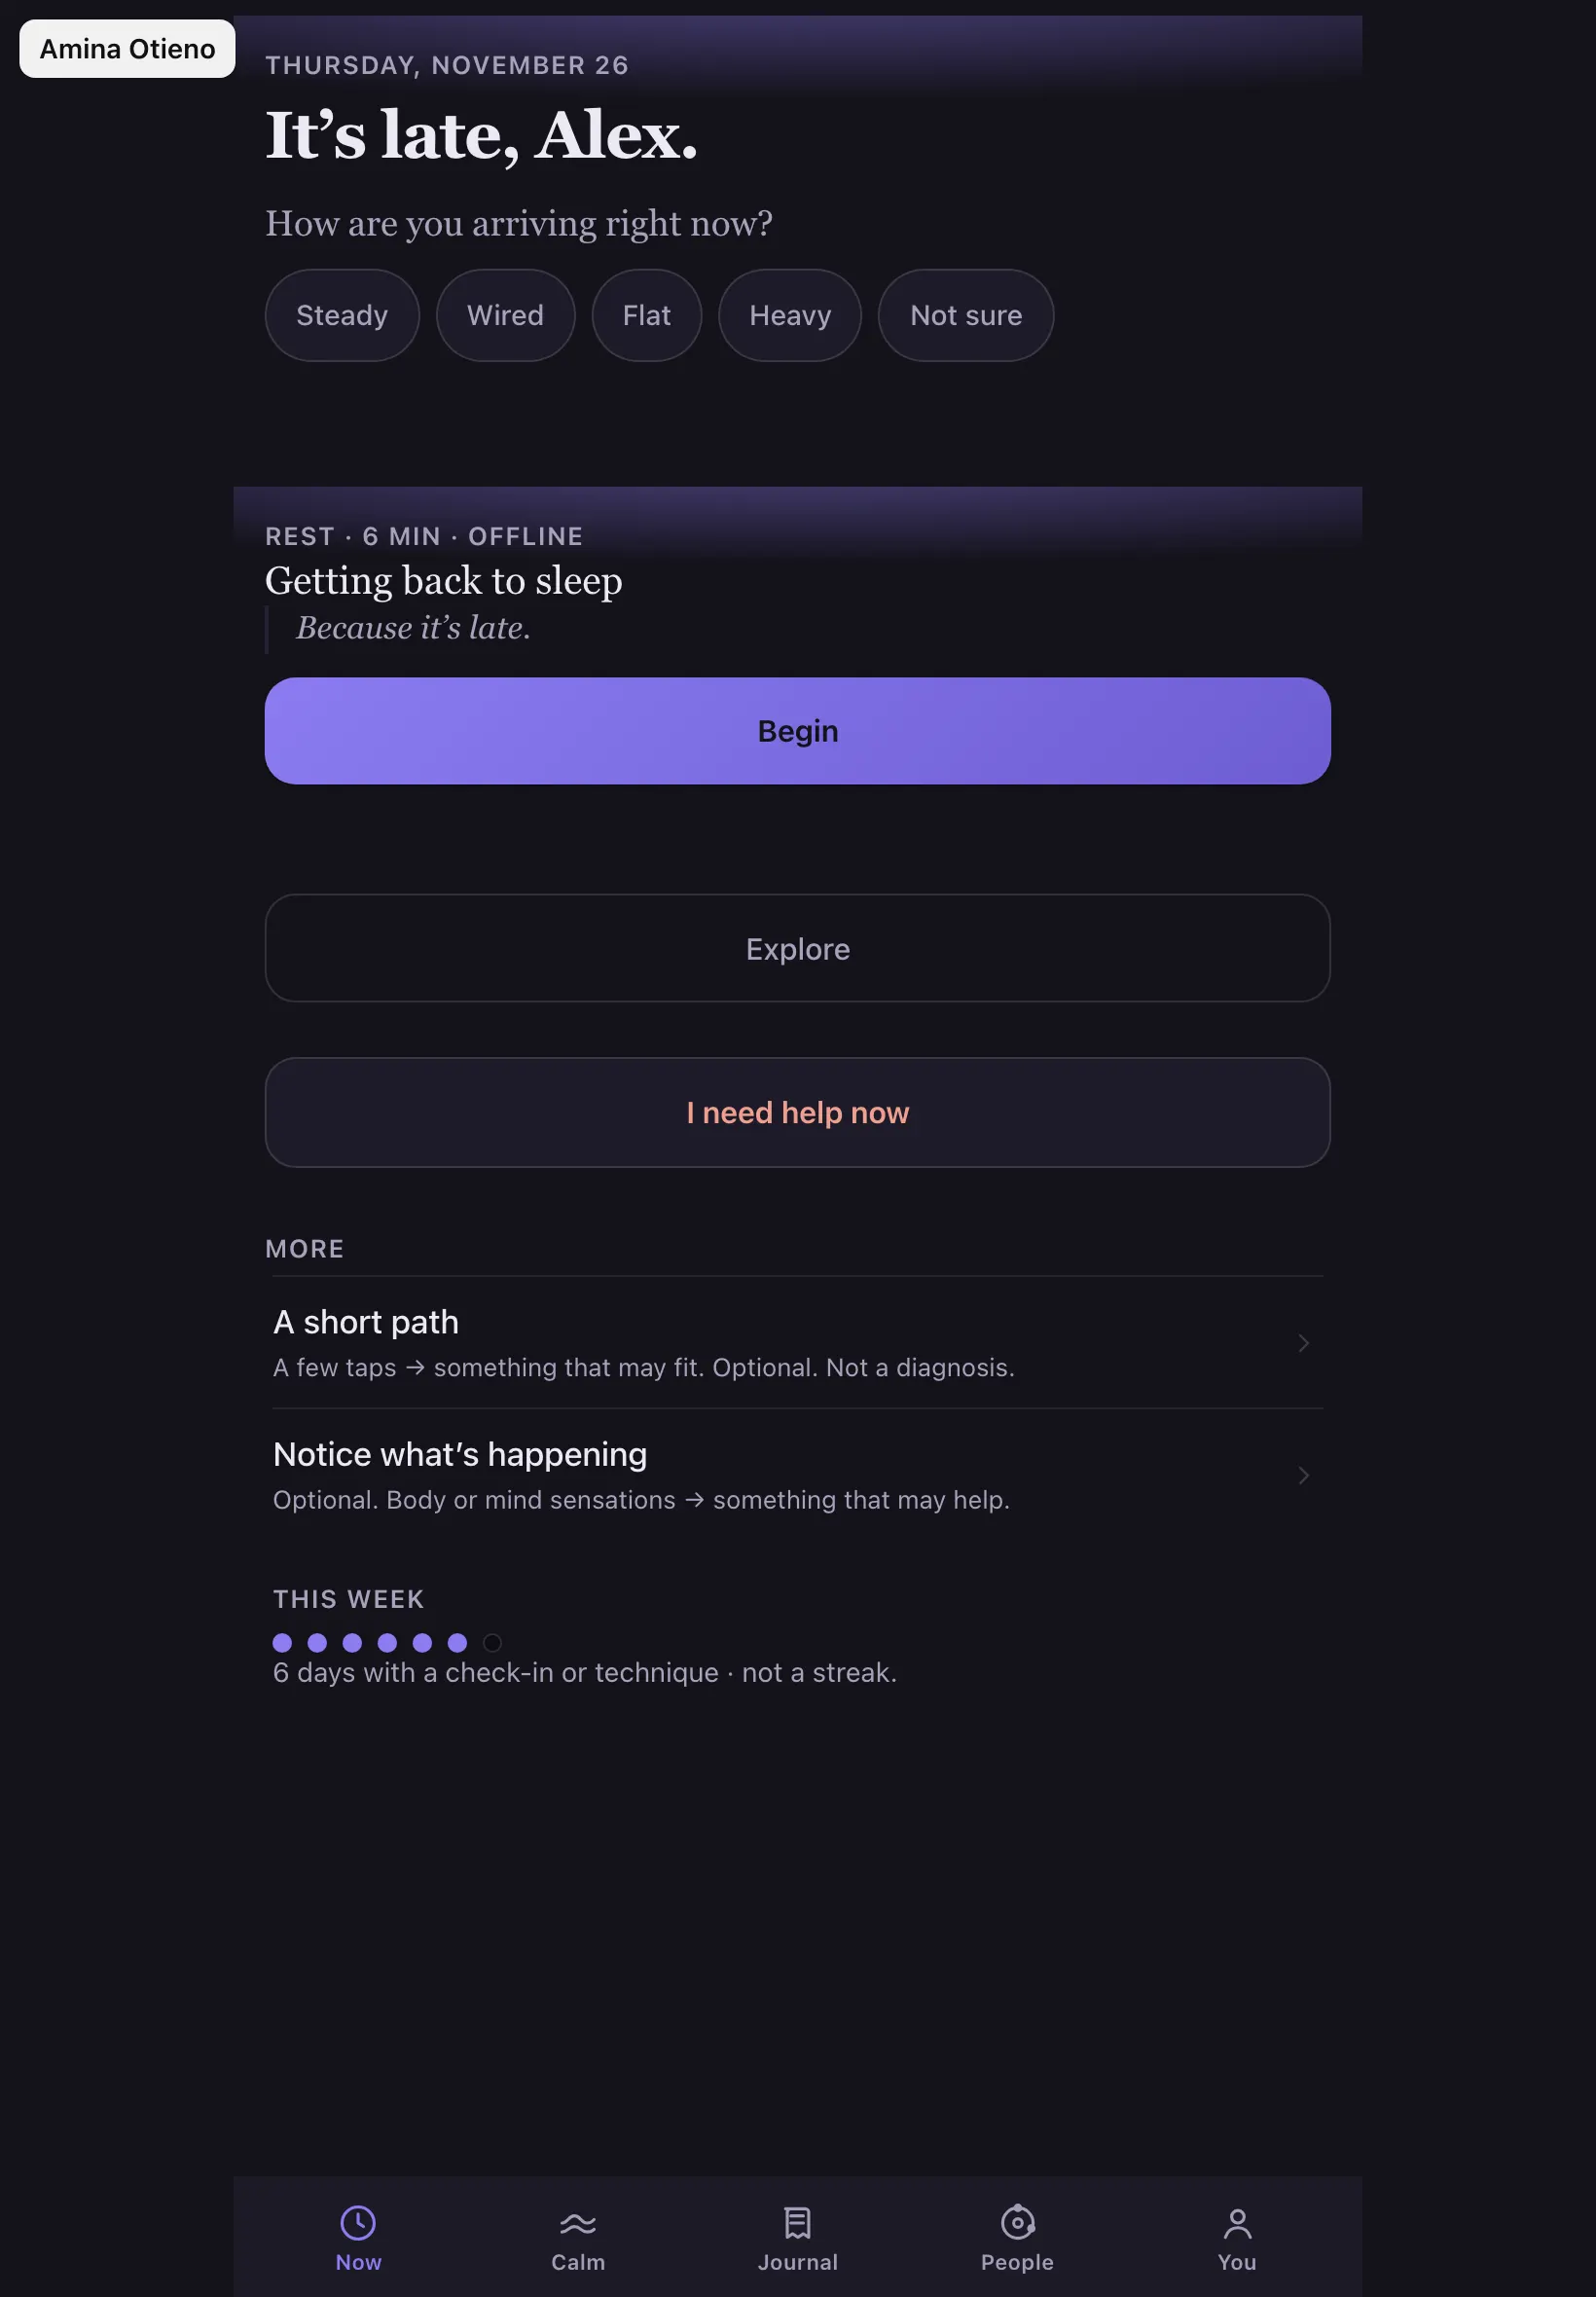 Amina Otieno
THURSDAY, NOVEMBER 26
It’s late, Alex.
How are you arriving right now?
Steady
Wired
Flat
Heavy
Not sure
REST · 6 MIN · OFFLINE
Getting back to sleep
Because it’s late.
Begin
Explore
I need help now
MORE
A short path
A few taps → something that may fit. Optional. Not a diagnosis.
Notice what’s happening
Optional. Body or mind sensations → something that may help.
THIS WEEK
6 days with a check-in or technique · not a streak.
Now
Calm
Journal
People
You